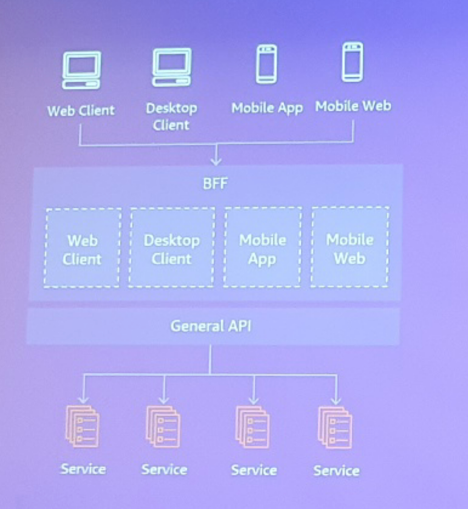 Web Client
Desktop
Client
Mobile App
Mobile Web
BFF
Web
Client
Desktop
Client
Mobile
App
Mobile
Web
General API
Service
Service
Service
Service